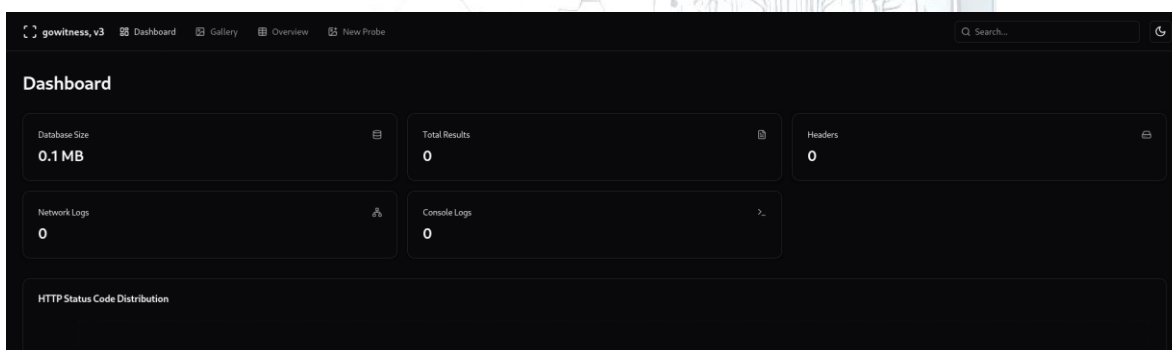 gowitness, v3 Dashboard Gallery Overview New Probe Search...
Dashboard
Database Size Total Results Headers
0.1 MB 0 0
Network Logs Console Logs
0 0
HTTP Status Code Distribution